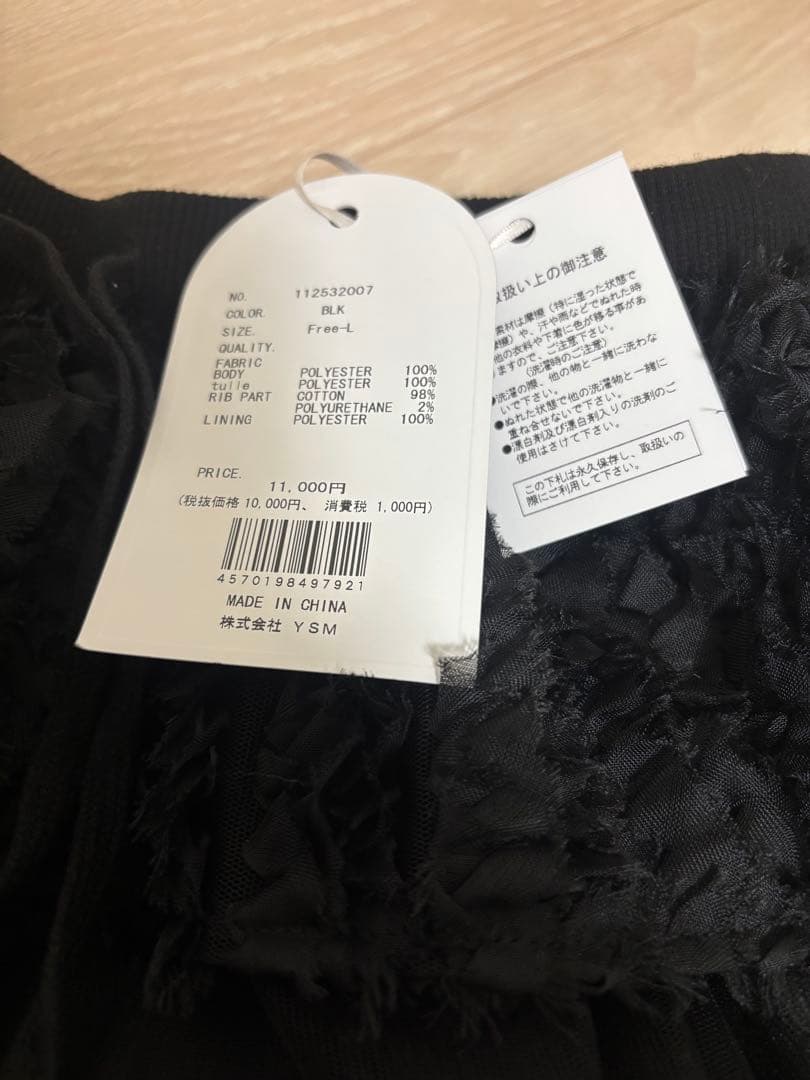 NO. 112532007
COLOR. BLK
SIZE. Free-L
QUALITY.
FABRIC
BODY POLYESTER 100%
tulle POLYESTER 100%
RIB PART COTTON 98%
POLYURETHANE 2%
LINING POLYESTER 100%
PRICE.
11,000円
(税抜価格 10,000円、 消費税 1,000円)
4570198497921
MADE IN CHINA
株式会社 YSM
取扱い上の御注意
素材は摩擦(特に湿った状態で
摩擦)や、汗や雨などでぬれた時
他の衣料や下着に色が移る事があ
ますので、ご注意下さい。
(洗濯時のご注意)
●洗濯の際、他の物と一緒に洗わな
いで下さい。
●ぬれた状態で他の洗濯物と一緒に
重ね合せないで下さい。
●漂白剤及び漂白剤入りの洗剤のご
使用はさけて下さい。
この下札は永久保存し、取扱いの
際にご利用して下さい。